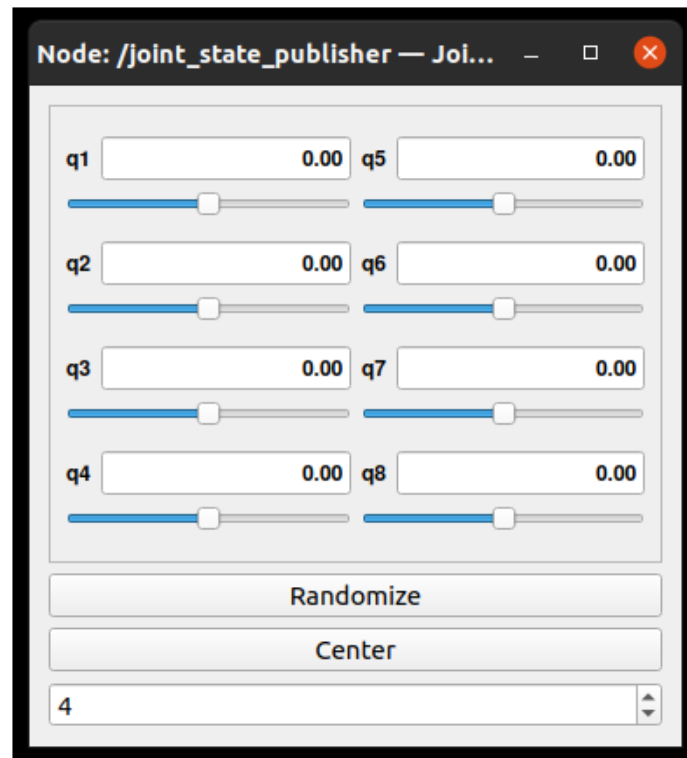 Node: /joint_state_publisher — Joi...
q1 0.00 q5 0.00
q2 0.00 q6 0.00
q3 0.00 q7 0.00
q4 0.00 q8 0.00
Randomize
Center
4